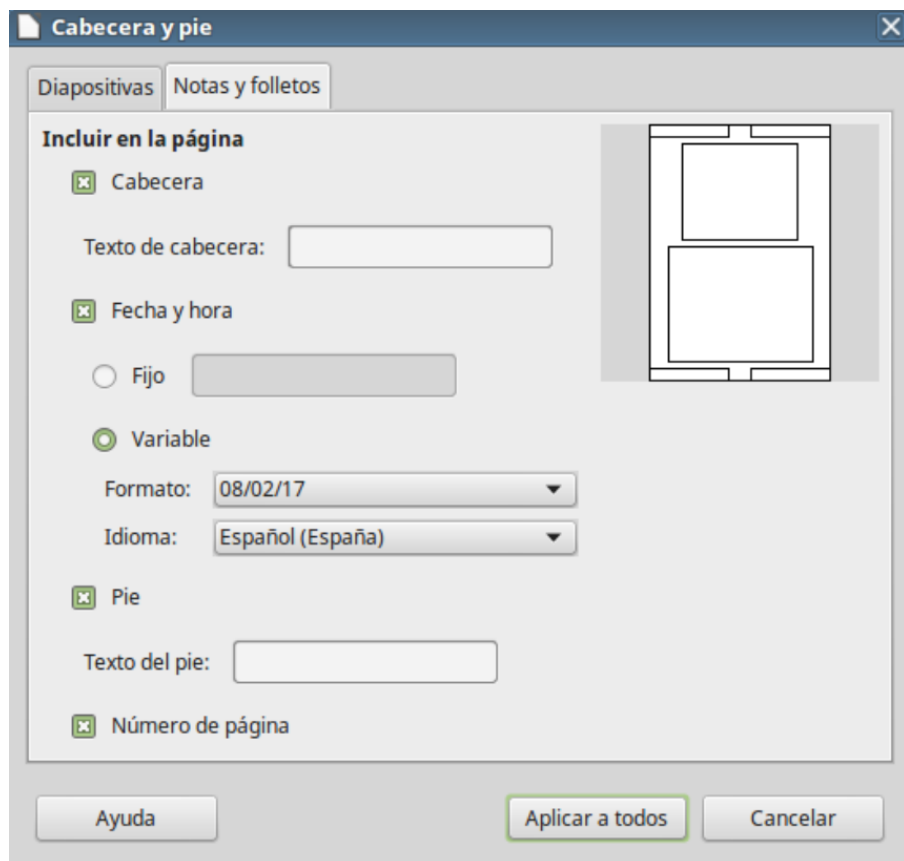 Cabecera y pie
Diapositivas
Notas y folletos
Incluir en la página
Cabecera
Texto de cabecera:
Fecha y hora
Fijo
Variable
Formato: 08/02/17
Idioma: Español (España)
Pie
Texto del pie:
Número de página
Ayuda
Aplicar a todos
Cancelar